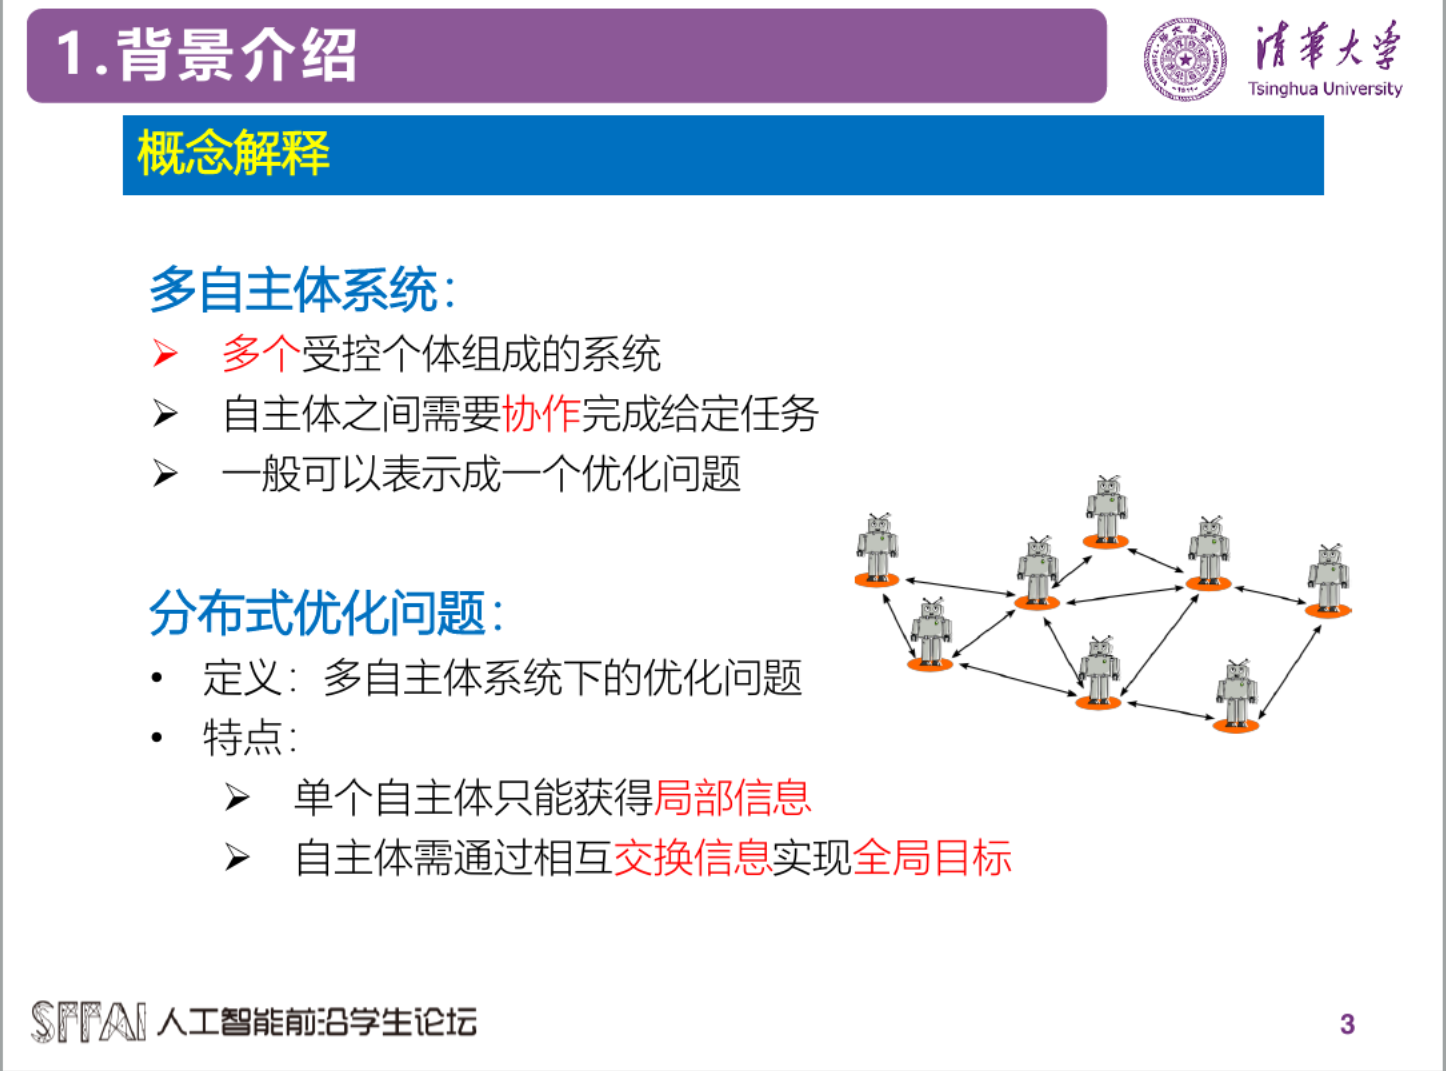 1.背景介绍
清华大学
Tsinghua University
概念解释
多自主体系统：
➢ 多个受控个体组成的系统
➢ 自主体之间需要协作完成给定任务
➢ 一般可以表示成一个优化问题
分布式优化问题：
• 定义：多自主体系统下的优化问题
• 特点：
➢ 单个自主体只能获得局部信息
➢ 自主体需通过相互交换信息实现全局目标
SFFAI 人工智能前沿学生论坛
3